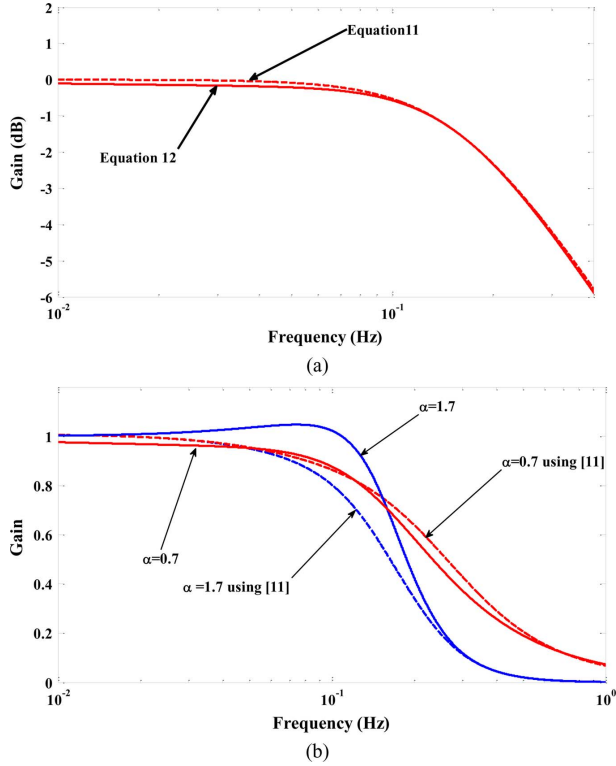 2
Equation11
1
0
-1
Equation 12
-2
-3
-4
-5
-6
Gain (dB)
10-2
10-1
Frequency (Hz)
(a)
α=1.7
1
α=0.7 using [11]
0.8
0.6
α=0.7
α =1.7 using [11]
0.4
0.2
0
Gain
10-2
10-1
100
Frequency (Hz)
(b)